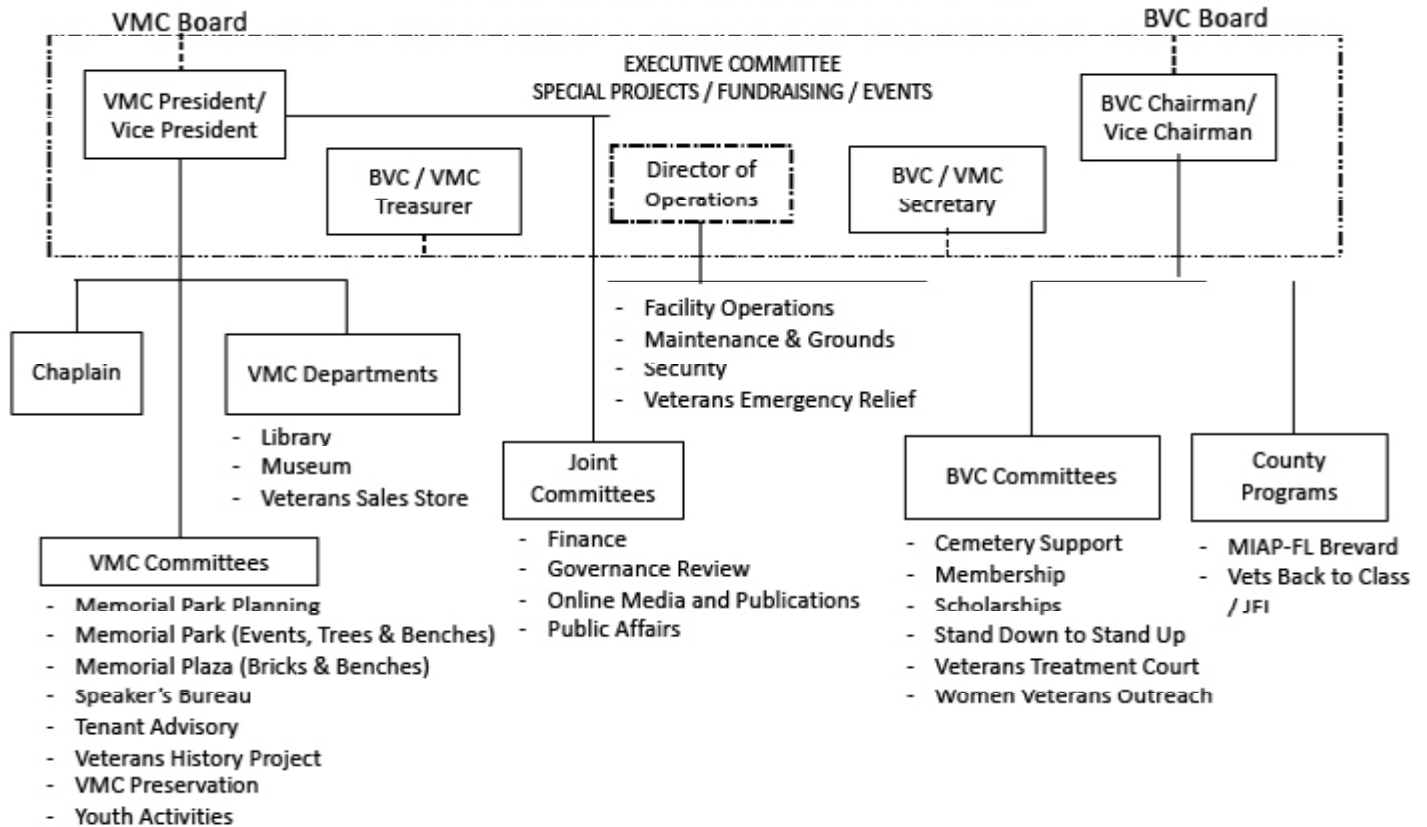 VMC Board
BVC Board
EXECUTIVE COMMITTEE
SPECIAL PROJECTS / FUNDRAISING / EVENTS
VMC President/
Vice President
BVC Chairman/
Vice Chairman
BVC / VMC
Treasurer
Director of
Operations
BVC / VMC
Secretary
Chaplain
VMC Departments
- Library
- Museum
- Veterans Sales Store
- Facility Operations
- Maintenance & Grounds
- Security
- Veterans Emergency Relief
Joint
Committees
- Finance
- Governance Review
- Online Media and Publications
- Public Affairs
BVC Committees
- Cemetery Support
- Membership
- Scholarships
- Stand Down to Stand Up
- Veterans Treatment Court
- Women Veterans Outreach
County
Programs
- MIAP-FL Brevard
- Vets Back to Class
VMC Committees
- Memorial Park Planning
- Memorial Park (Events, Trees & Benches)
- Memorial Plaza (Bricks & Benches)
- Speaker's Bureau
- Tenant Advisory
- Veterans History Project
- VMC Preservation
- Youth Activities